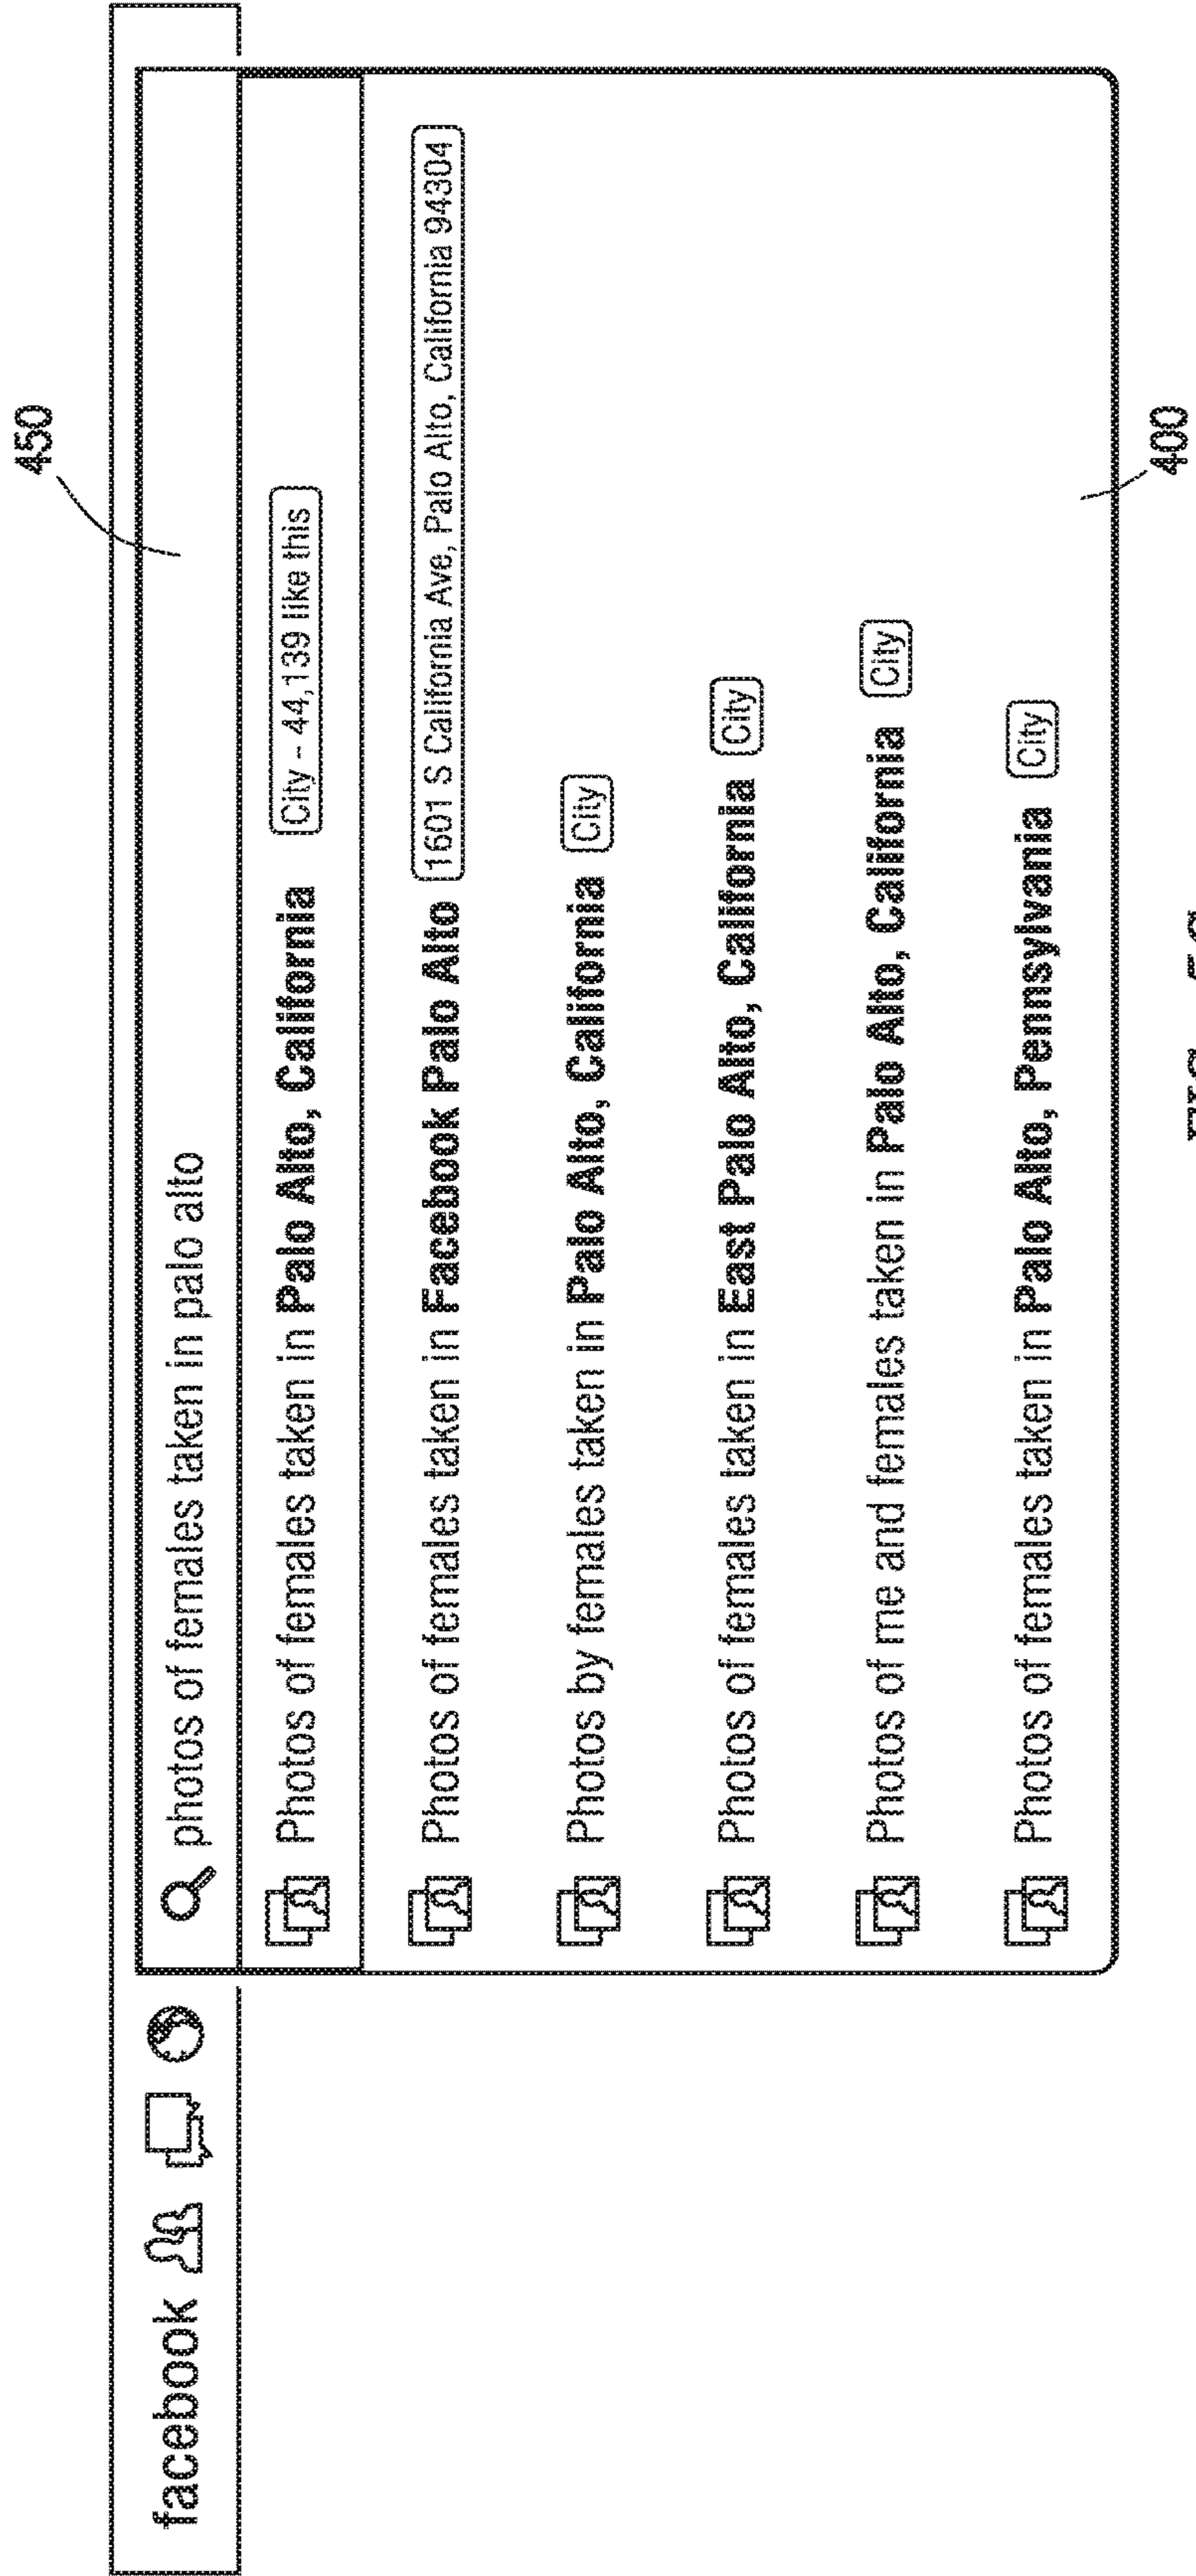 450
facebook photos of females taken in palo alto
Photos of females taken in Palo Alto, California City - 44,139 like this
Photos of females taken in Facebook Palo Alto 1601 S California Ave, Palo Alto, California 94304
Photos by females taken in Palo Alto, California City
Photos of females taken in East Palo Alto, California City
Photos of me and females taken in Palo Alto, California City
Photos of females taken in Palo Alto, Pennsylvania City
400